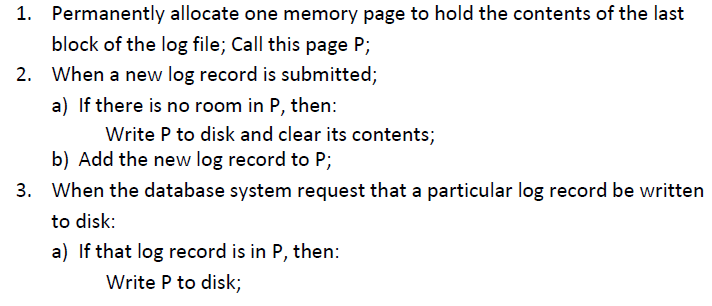 1. Permanently allocate one memory page to hold the contents of the last
block of the log file; Call this page P;
2. When a new log record is submitted;
a) If there is no room in P, then:
Write P to disk and clear its contents;
b) Add the new log record to P;
3. When the database system request that a particular log record be written
to disk:
a) If that log record is in P, then:
Write P to disk;